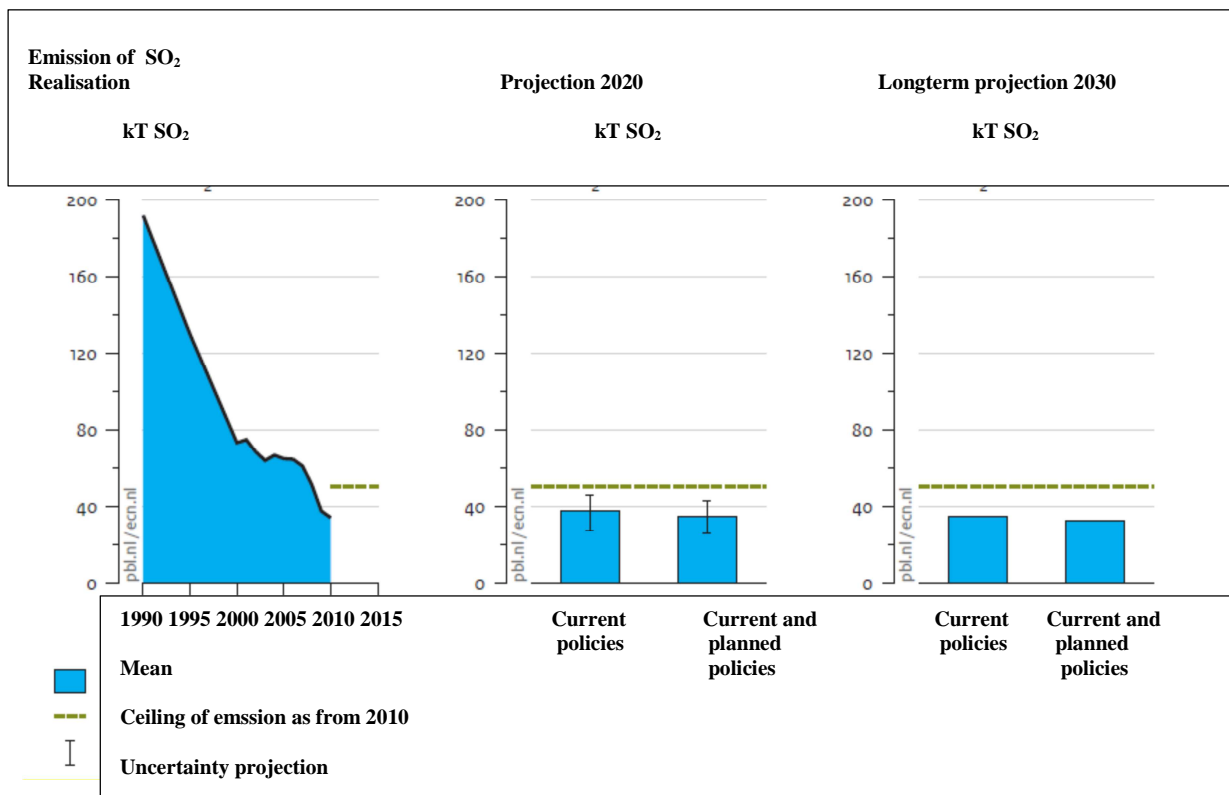 Emission of SO₂
Realisation Projection 2020 Longterm projection 2030
kT SO₂ kT SO₂ kT SO₂
2 2 2
200 200 200
160 160 160
120 120 120
80 80 80
40 40 40
0 0 0
pbl.nl/ecn.nl pbl.nl/ecn.nl pbl.nl/ecn.nl
1990 1995 2000 2005 2010 2015
Current
policies
Current and
planned
policies
Current
policies
Current and
planned
policies
Mean
Ceiling of emssion as from 2010
Uncertainty projection